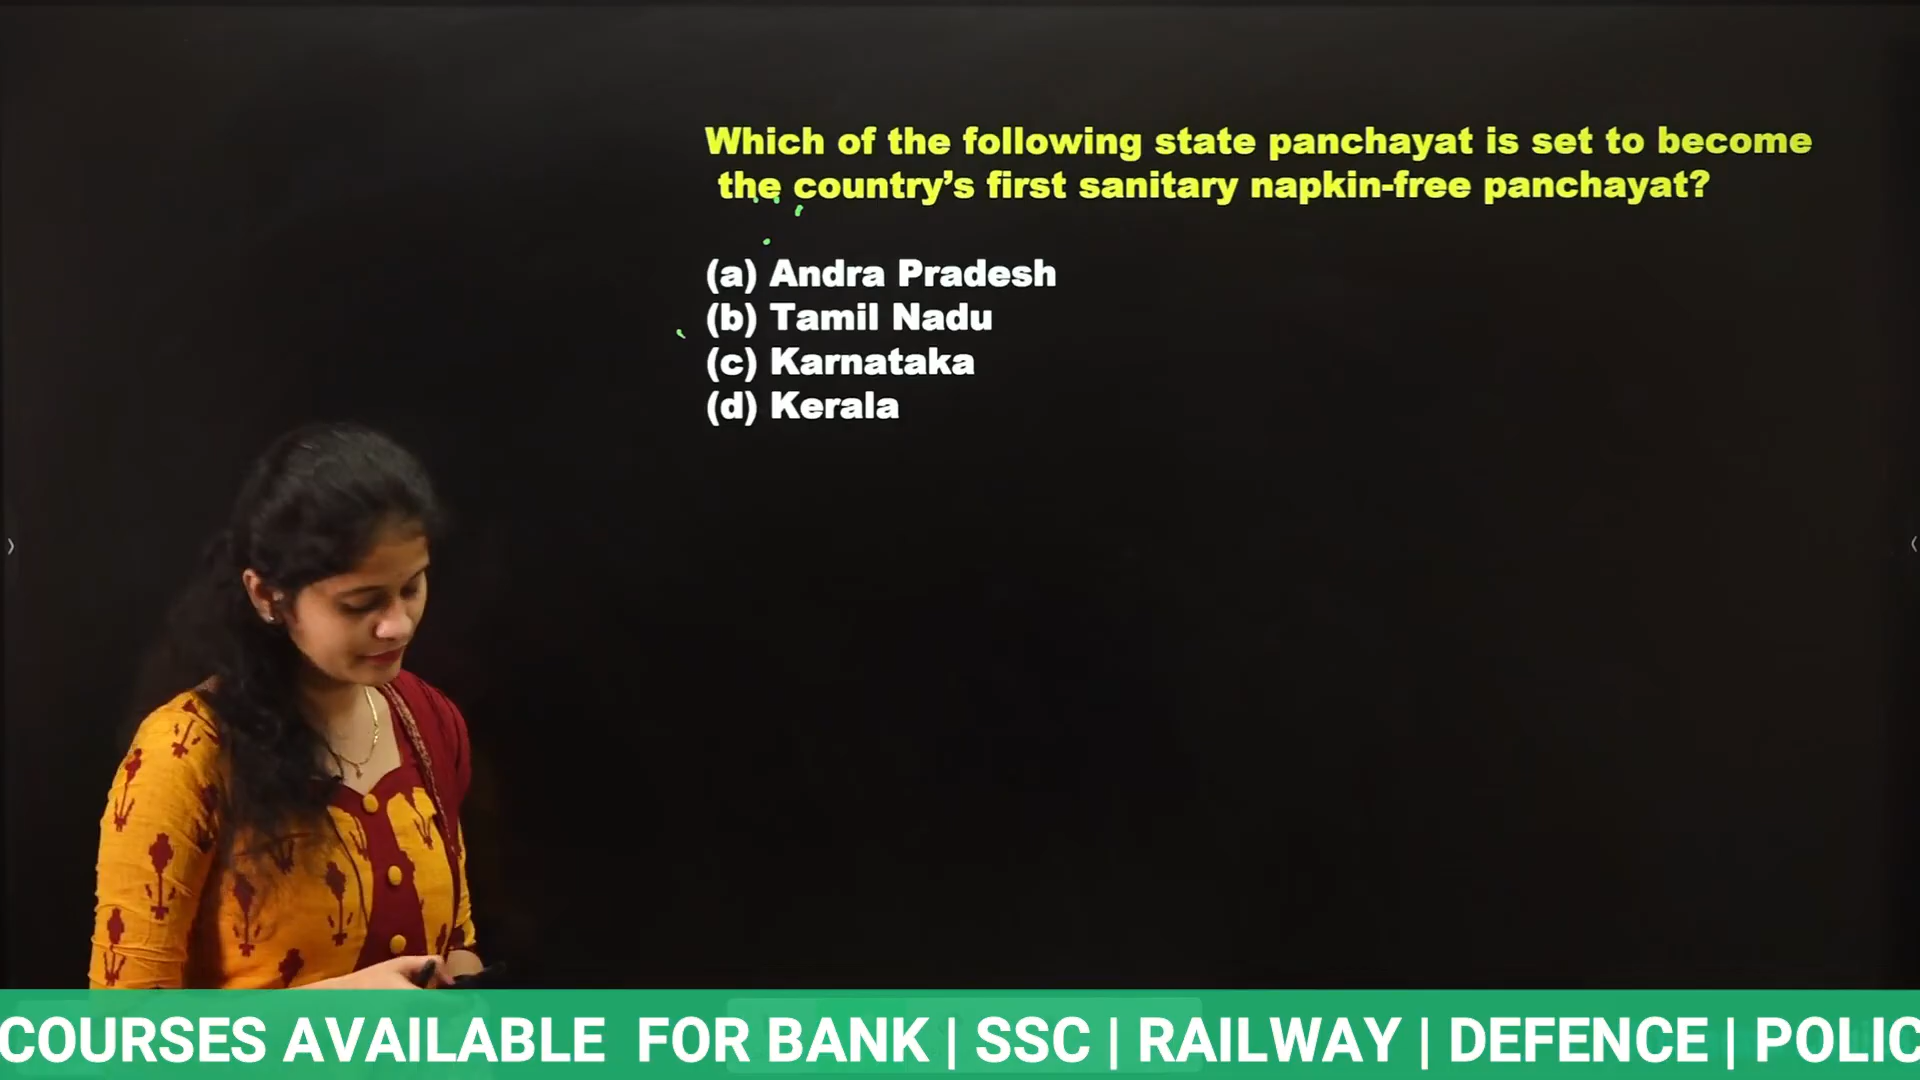 Which of the following state panchayat is set to become
the country’s first sanitary napkin-free panchayat?
(a) Andra Pradesh
(b) Tamil Nadu
(c) Karnataka
(d) Kerala
COURSES AVAILABLE FOR BANK | SSC | RAILWAY | DEFENCE | POLIC